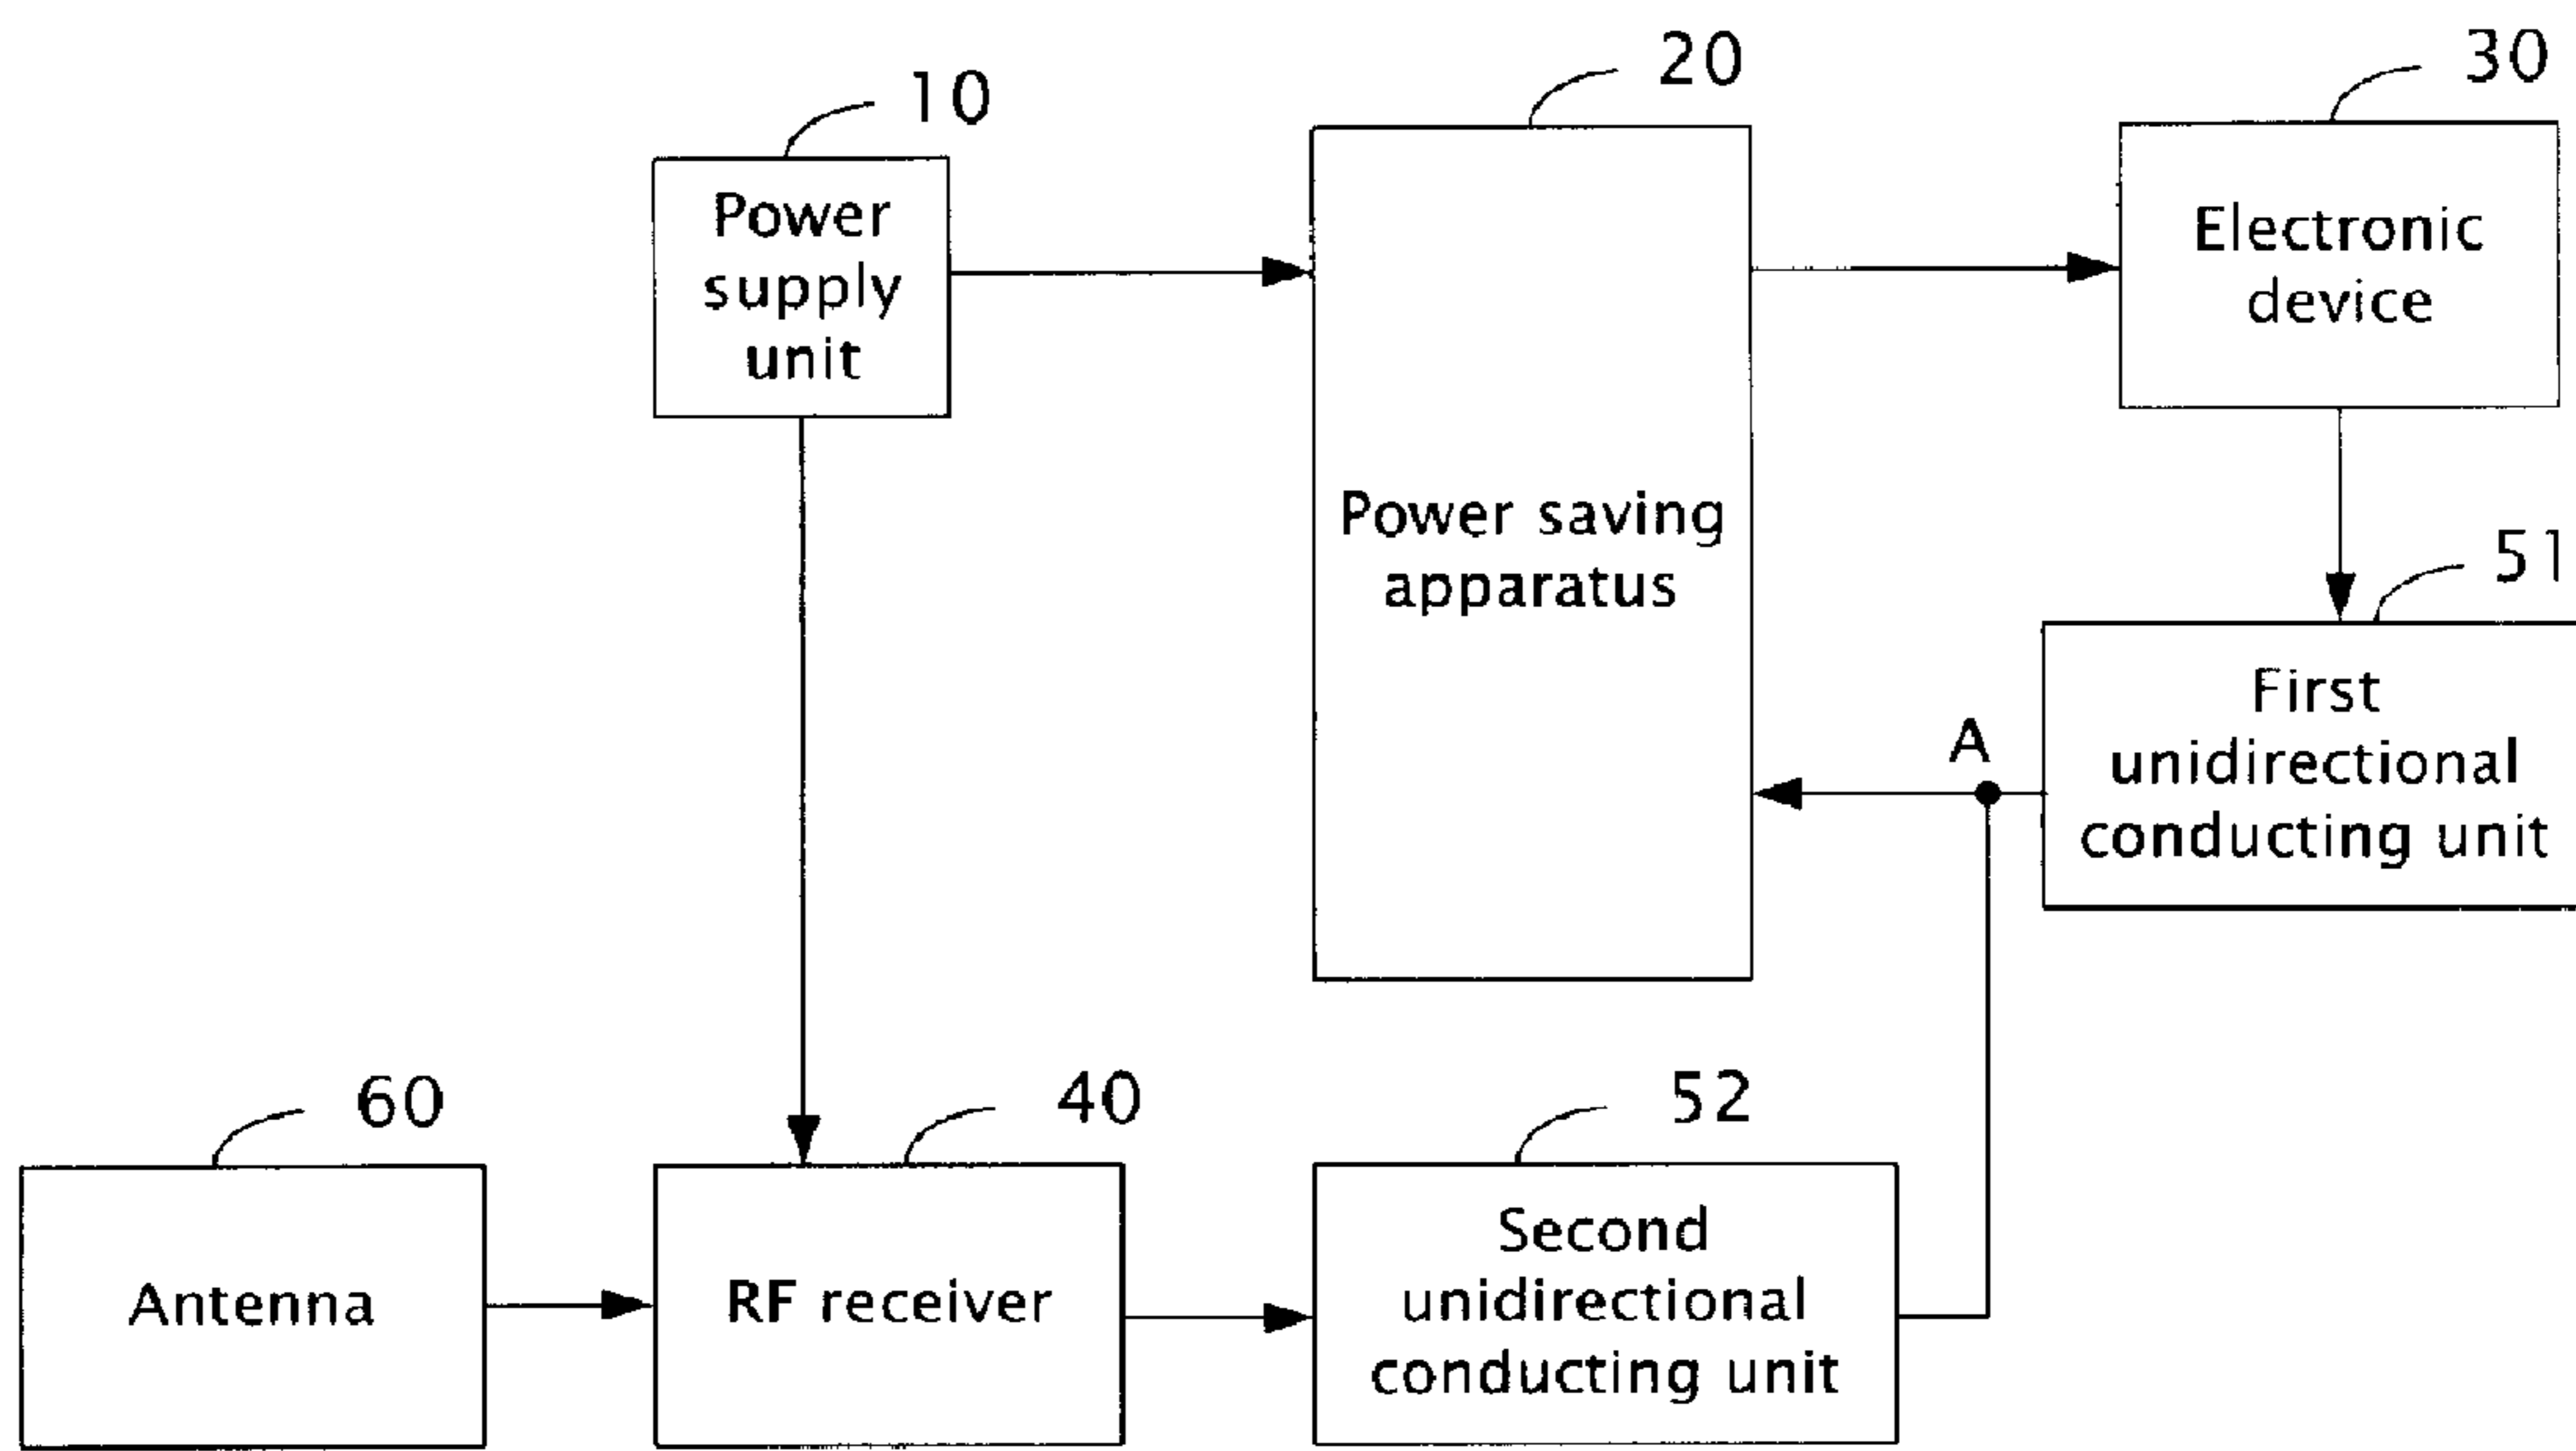 10
20
30
Power
supply
unit
Electronic
device
Power saving
apparatus
51
First
unidirectional
conducting unit
A
60
40
52
Antenna
RF receiver
Second
unidirectional
conducting unit